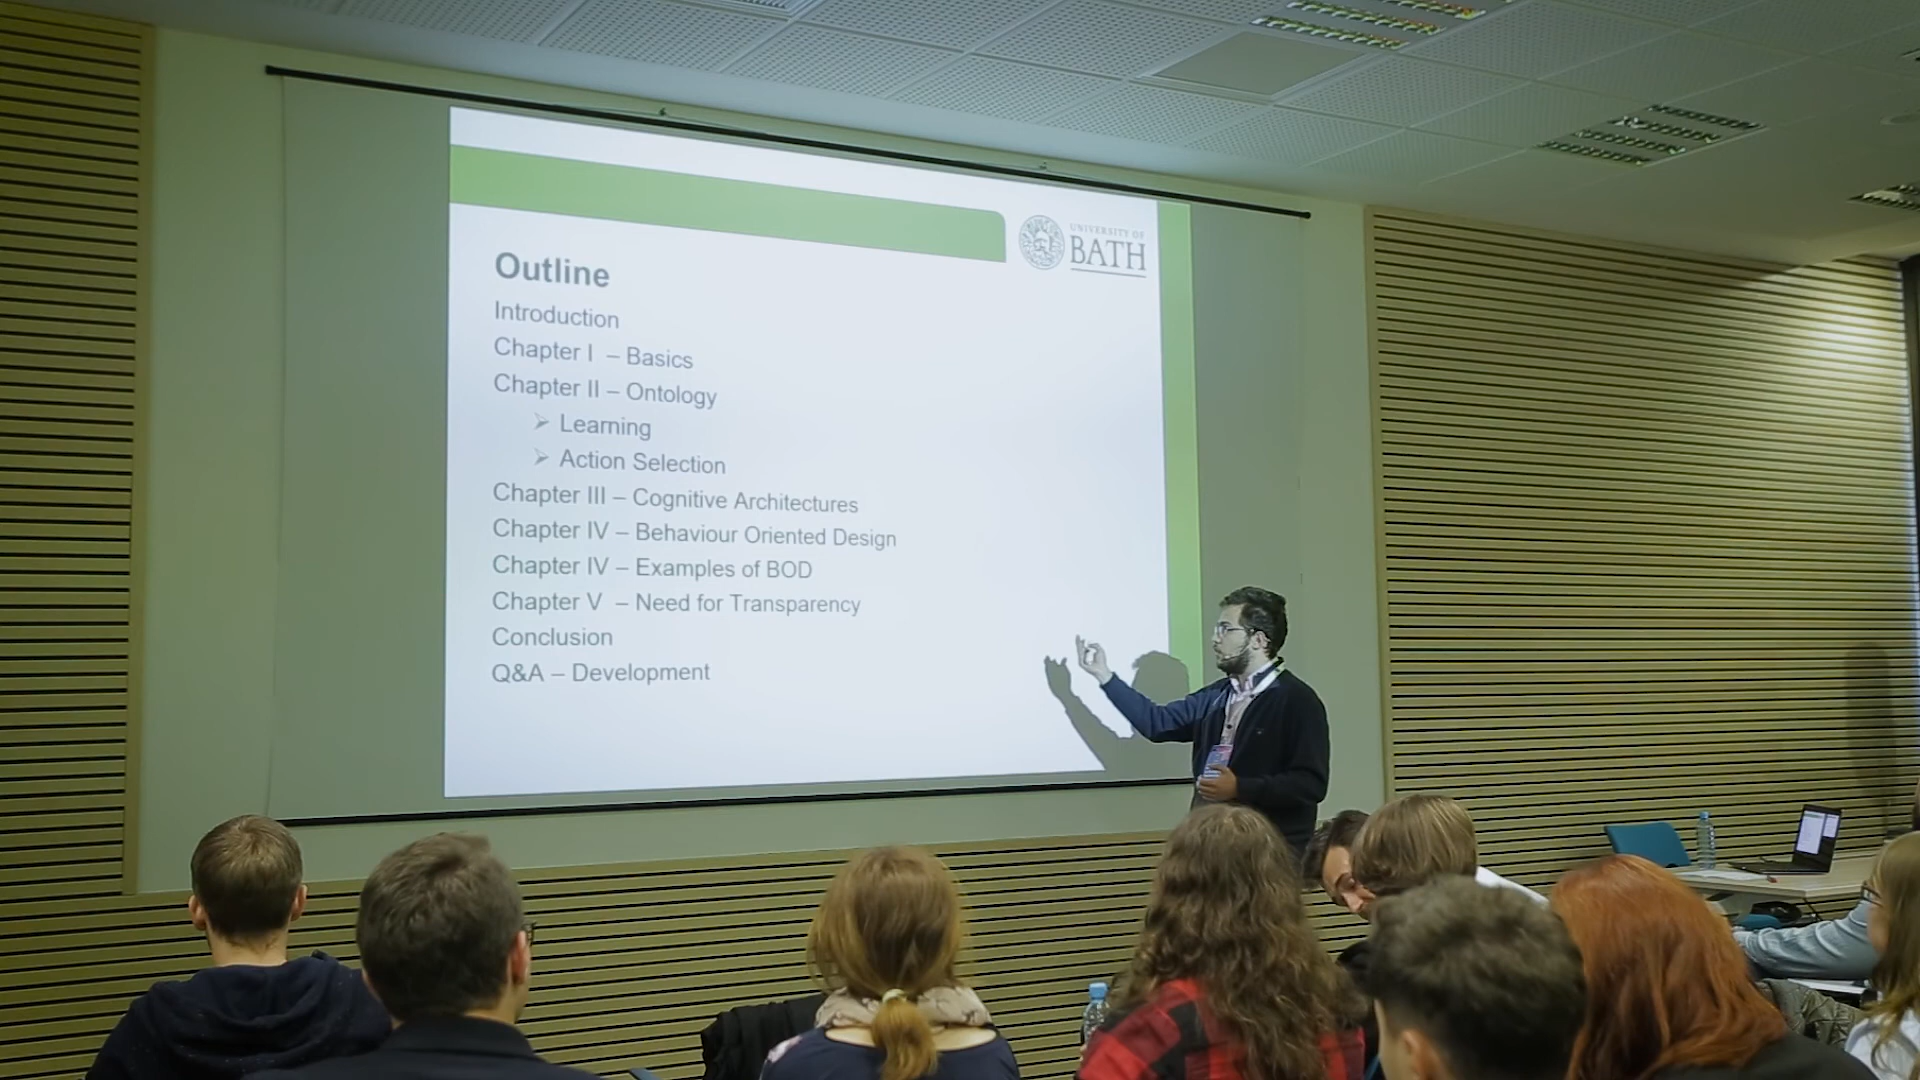 UNIVERSITY OF
BATH
Outline
Introduction
Chapter I – Basics
Chapter II – Ontology
➢ Learning
➢ Action Selection
Chapter III – Cognitive Architectures
Chapter IV – Behaviour Oriented Design
Chapter IV – Examples of BOD
Chapter V – Need for Transparency
Conclusion
Q&A – Development